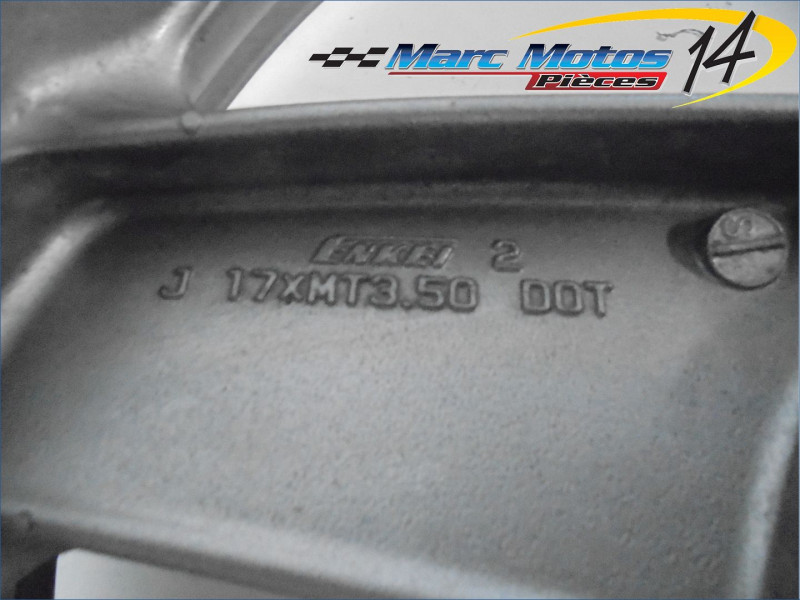 Marc Motos 14
Pièces
ENKEI 2
J 17xMT3.50 DOT